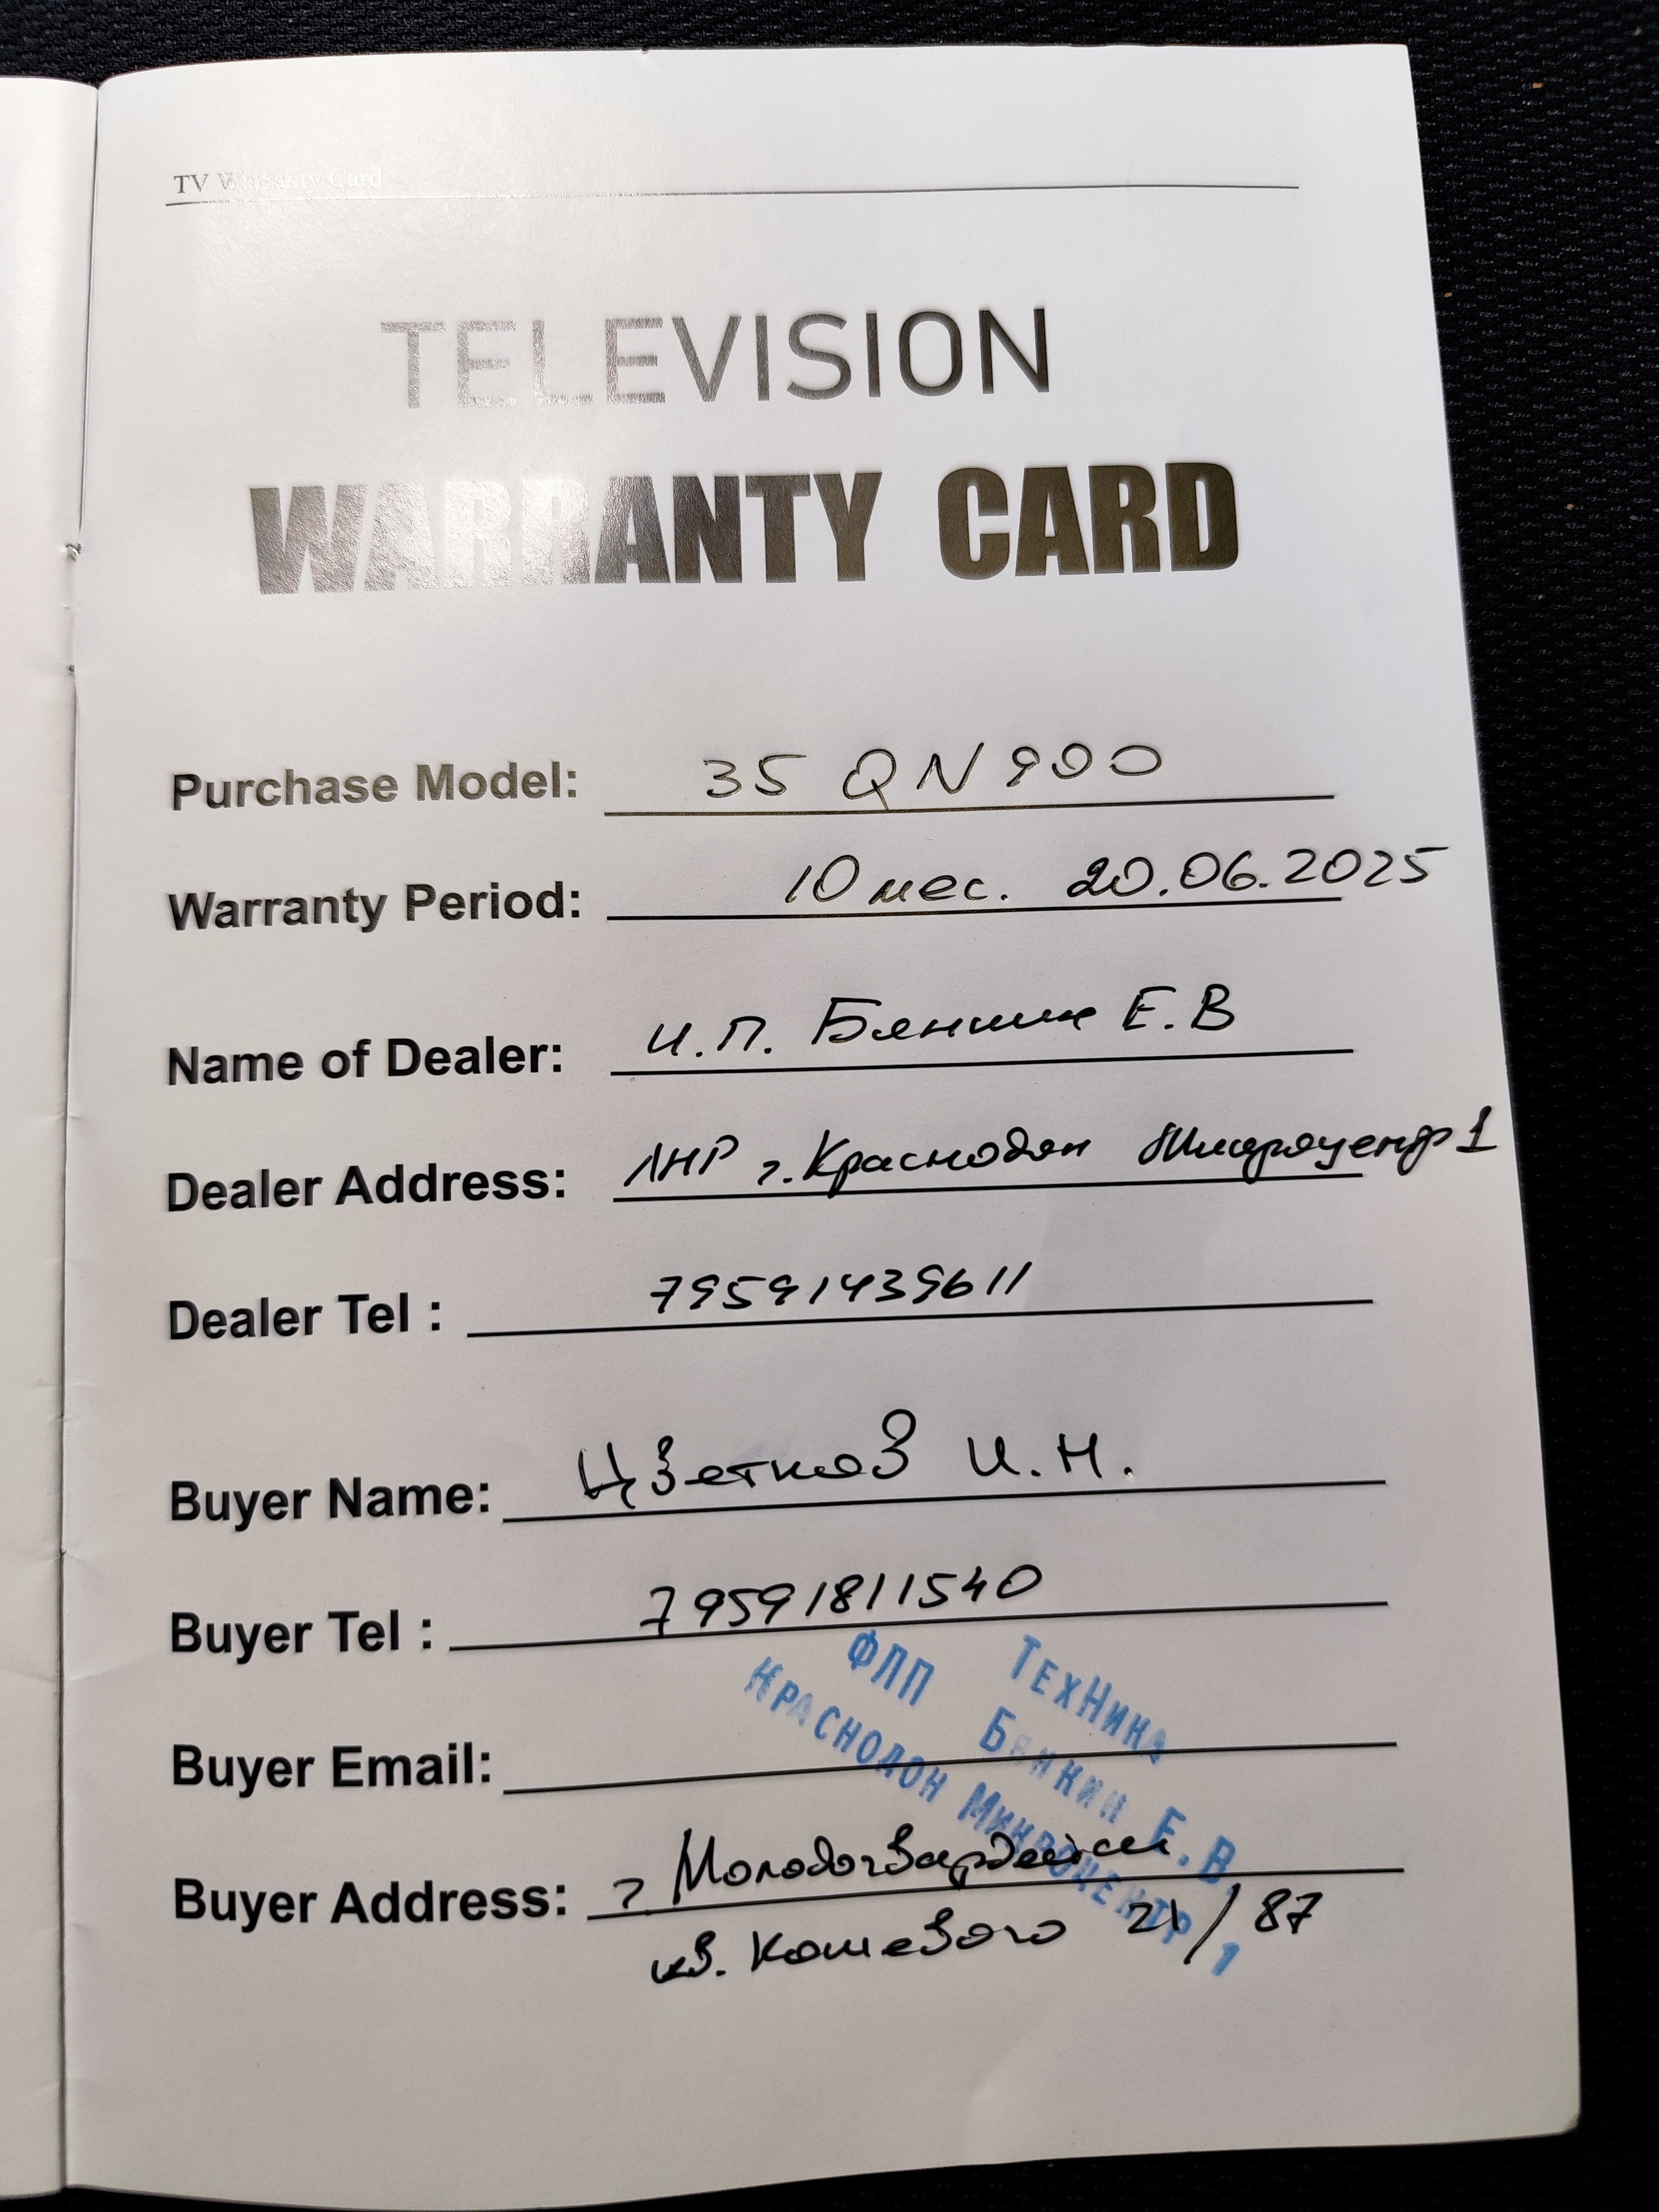 TV Warranty Card
TELEVISION
WARRANTY CARD
Purchase Model: 35 QN900
Warranty Period: 10 мес. 20.06.2025
Name of Dealer: И.П. Бянкин Е.В
Dealer Address: ЛНР г. Краснодон Микроцентр 1
Dealer Tel : 79591439611
Buyer Name: Цветков И.Н.
Buyer Tel : 79591811540
ТехНика
ФЛП Бянкин Е.В.
Краснодон Микроцентр 1
Buyer Email:
Buyer Address: г Молодогвардейск
кв. Кошевого 21/87